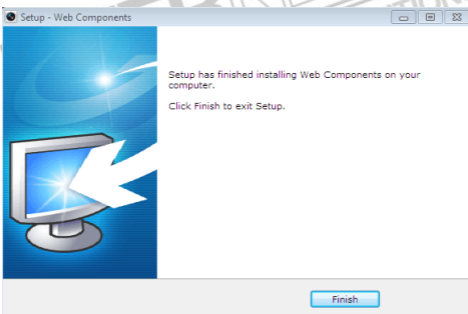 Setup - Web Components
Setup has finished installing Web Components on your
computer.
Click Finish to exit Setup.
Finish